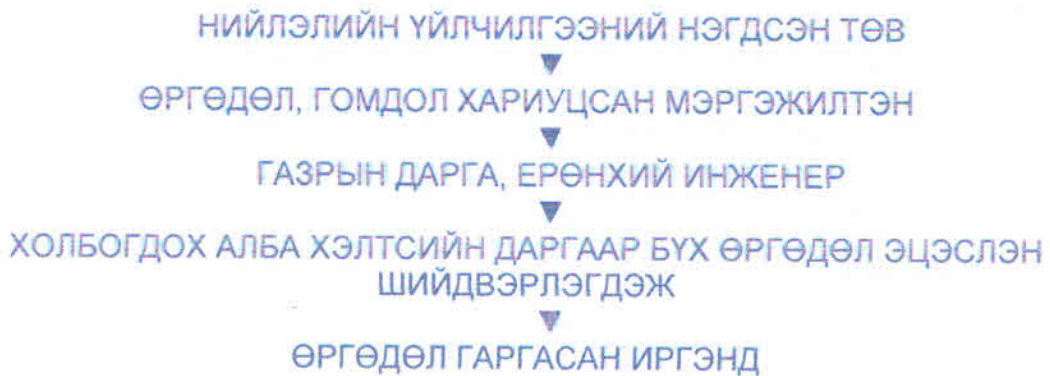 НИЙЛЭЛИЙН ҮЙЛЧИЛГЭЭНИЙ НЭГДСЭН ТӨВ
ӨРГӨДӨЛ, ГОМДОЛ ХАРИУЦСАН МЭРГЭЖИЛТЭН
ГАЗРЫН ДАРГА, ЕРӨНХИЙ ИНЖЕНЕР
ХОЛБОГДОХ АЛБА ХЭЛТСИЙН ДАРГААР БҮХ ӨРГӨДӨЛ ЭЦЭСЛЭН
ШИЙДВЭРЛЭГДЭЖ
ӨРГӨДӨЛ ГАРГАСАН ИРГЭНД